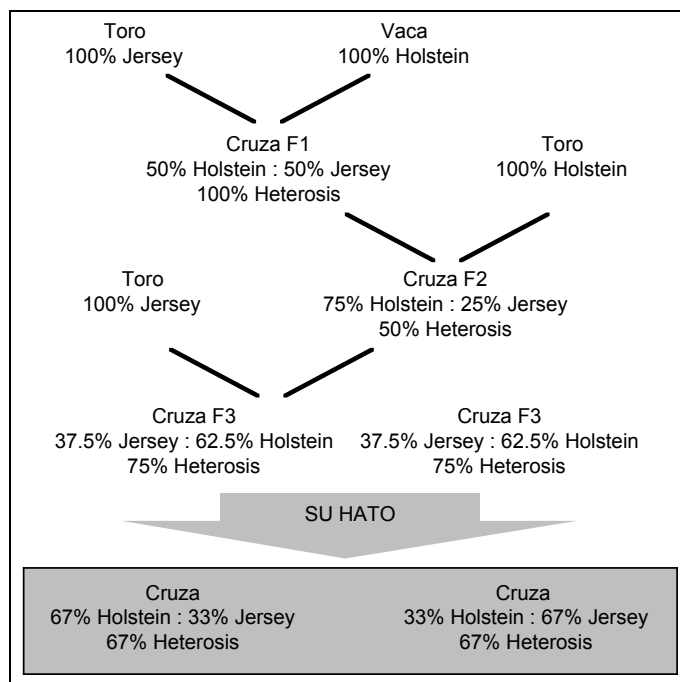 Toro
100% Jersey
Vaca
100% Holstein
Cruza F1
50% Holstein : 50% Jersey
100% Heterosis
Toro
100% Holstein
Toro
100% Jersey
Cruza F2
75% Holstein : 25% Jersey
50% Heterosis
Cruza F3
37.5% Jersey : 62.5% Holstein
75% Heterosis
Cruza F3
37.5% Jersey : 62.5% Holstein
75% Heterosis
SU HATO
Cruza
67% Holstein : 33% Jersey
67% Heterosis
Cruza
33% Holstein : 67% Jersey
67% Heterosis